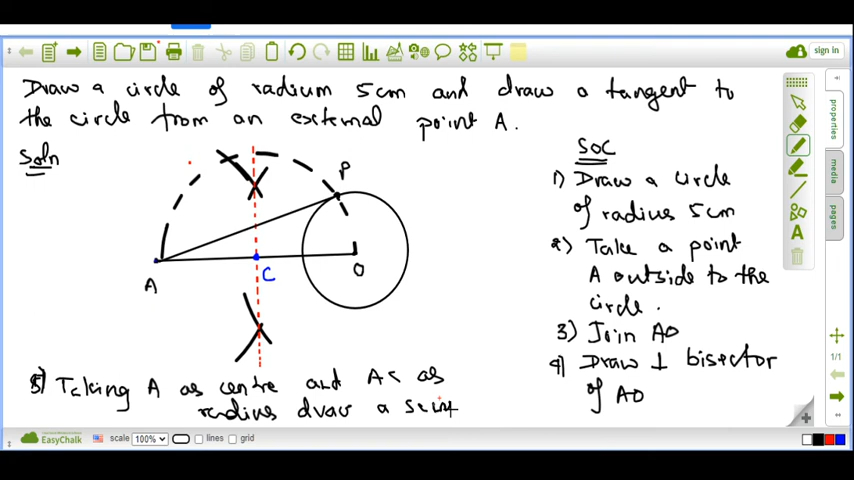 sign in
Draw a circle of radium 5cm and draw a tangent to
the circle from an external point A.
Soln
SOC
1) Draw a circle
of radius 5cm
2) Take a point
A outside to the
circle.
3) Join AO
4) Draw ⊥ bisector
of AO
P
A
C
O
5) Taking A as centre and AC as
radius draw a
properties
media
pages
1/1
EasyChalk
scale 100% lines grid